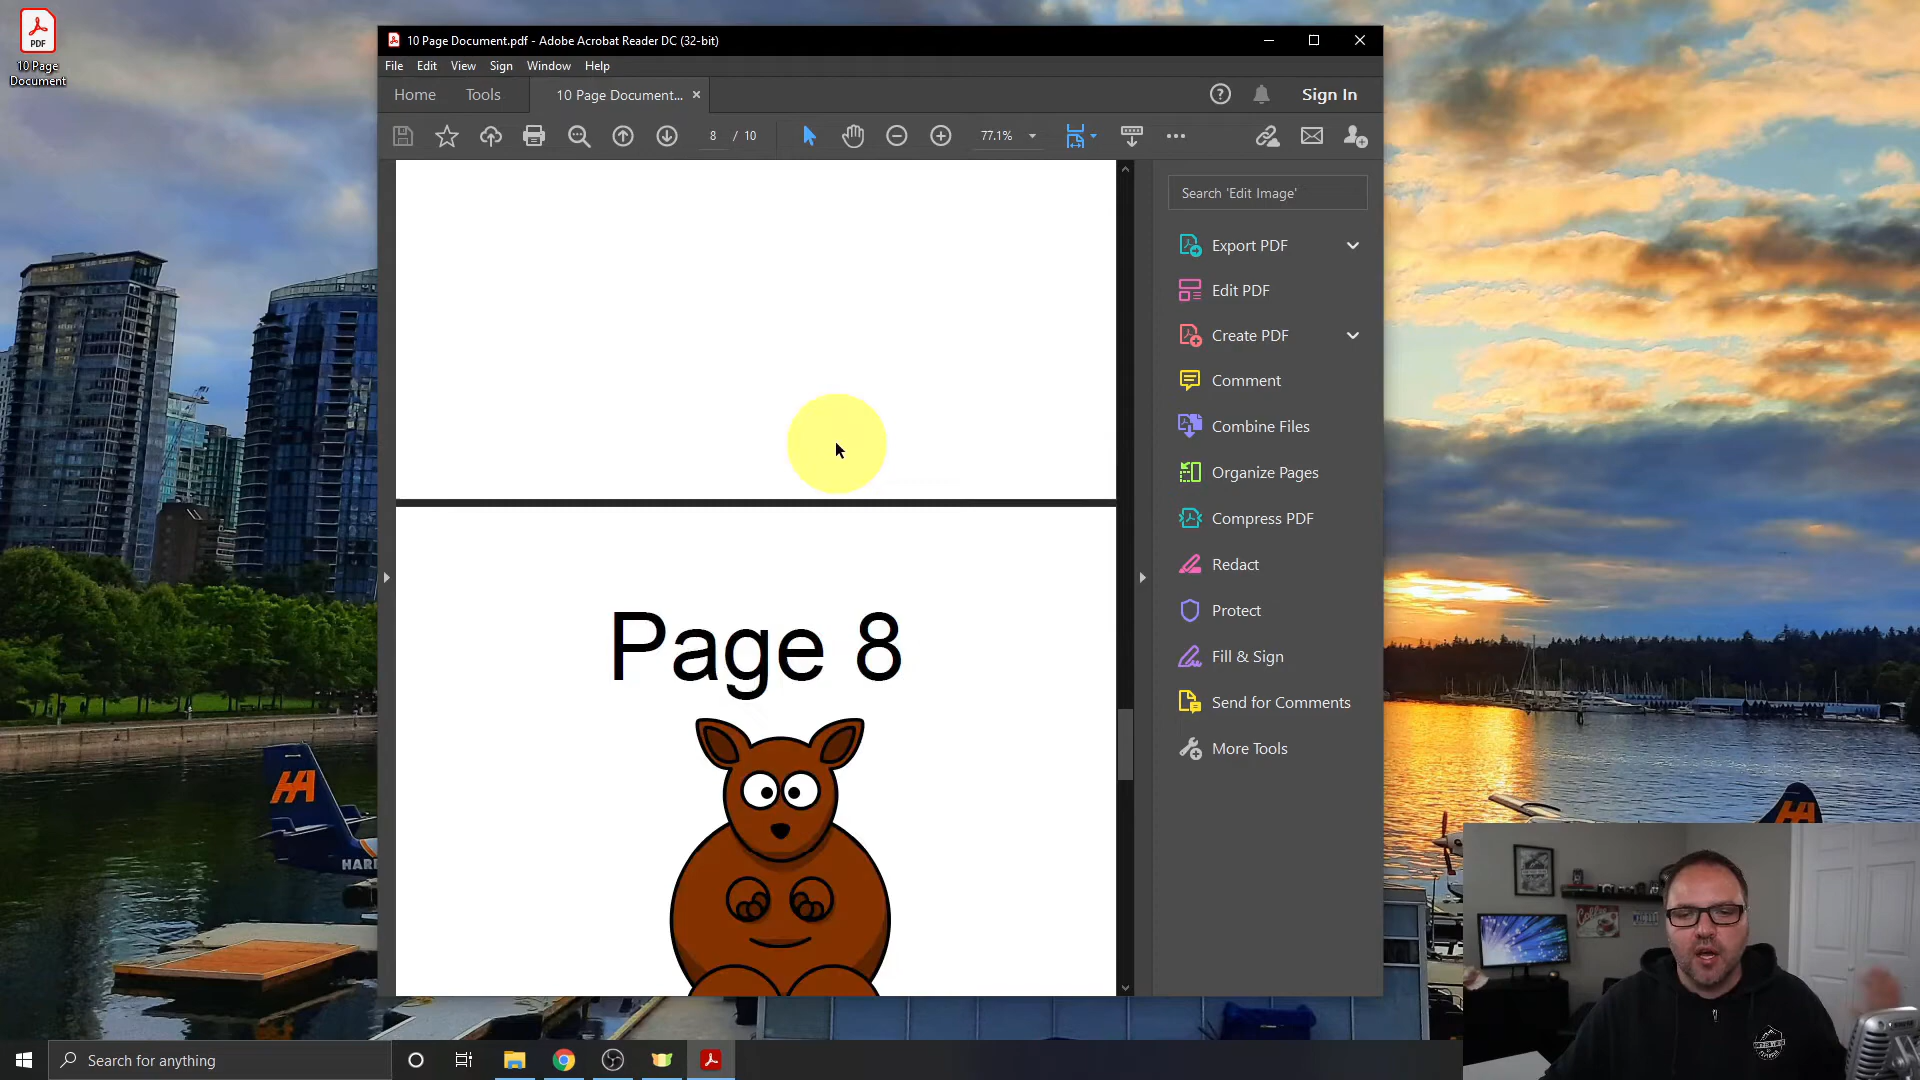 PDF
10 Page
Document
10 Page Document.pdf - Adobe Acrobat Reader DC (32-bit)
File Edit View Sign Window Help
Home Tools 10 Page Document... × Sign In
8 / 10 77.1%
Search 'Edit Image'
Export PDF
Edit PDF
Create PDF
Comment
Combine Files
Organize Pages
Compress PDF
Redact
Protect
Fill & Sign
Send for Comments
More Tools
Page 8
HA
HA
Search for anything